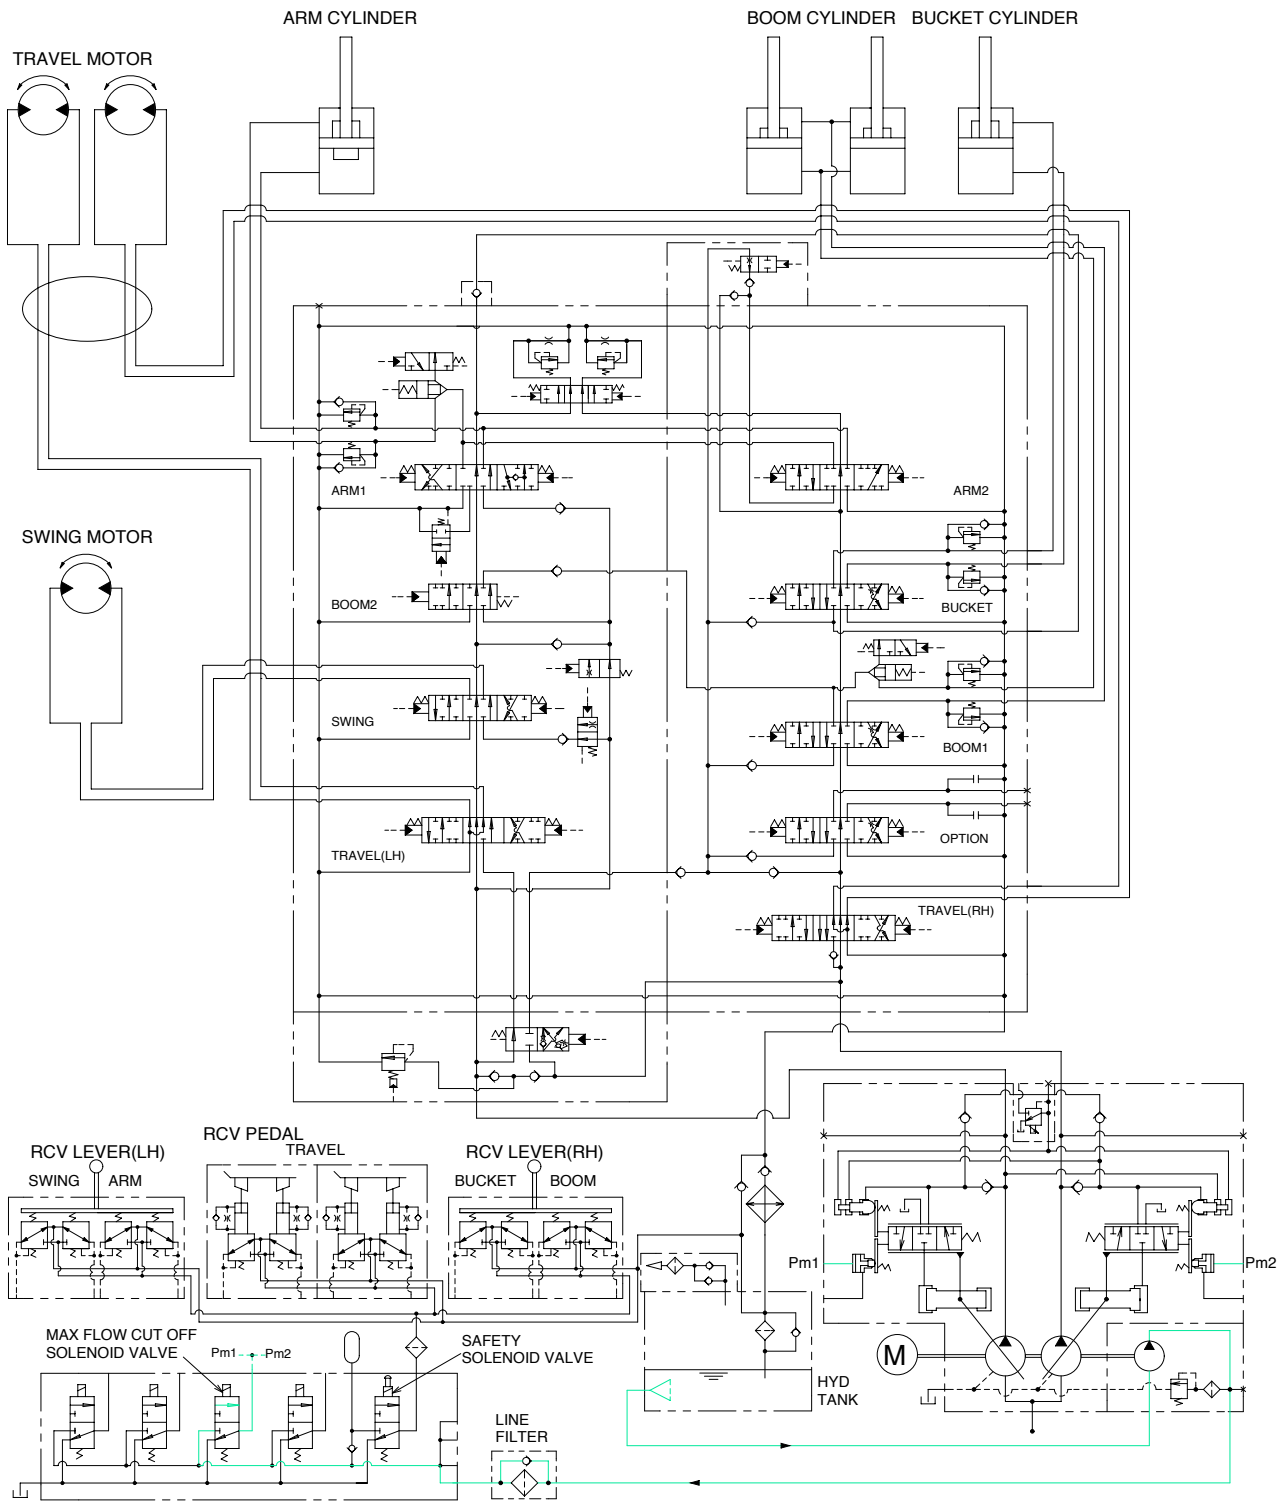 ARM CYLINDER
BOOM CYLINDER
BUCKET CYLINDER
TRAVEL MOTOR
ARM1
ARM2
SWING MOTOR
BOOM2
BUCKET
SWING
BOOM1
OPTION
TRAVEL(LH)
TRAVEL(RH)
RCV LEVER(LH)
SWING
ARM
RCV PEDAL
TRAVEL
RCV LEVER(RH)
BUCKET
BOOM
Pm1
Pm2
MAX FLOW CUT OFF
SOLENOID VALVE
Pm1
Pm2
SAFETY
SOLENOID VALVE
M
HYD
TANK
LINE
FILTER